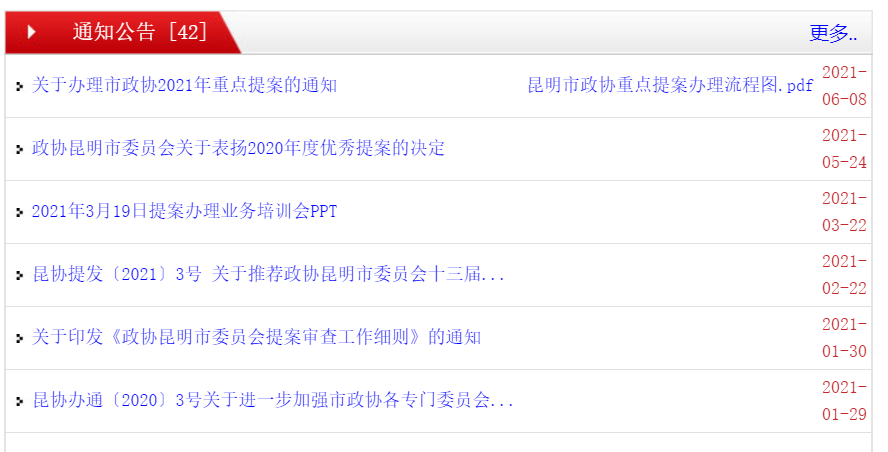 通知公告 [42]
更多..
关于办理市政协2021年重点提案的通知 昆明市政协重点提案办理流程图.pdf
2021-
06-08
政协昆明市委员会关于表扬2020年度优秀提案的决定
2021-
05-24
2021年3月19日提案办理业务培训会PPT
2021-
03-22
昆协提发〔2021〕3号 关于推荐政协昆明市委员会十三届...
2021-
02-22
关于印发《政协昆明市委员会提案审查工作细则》的通知
2021-
01-30
昆协办通〔2020〕3号关于进一步加强市政协各专门委员会...
2021-
01-29